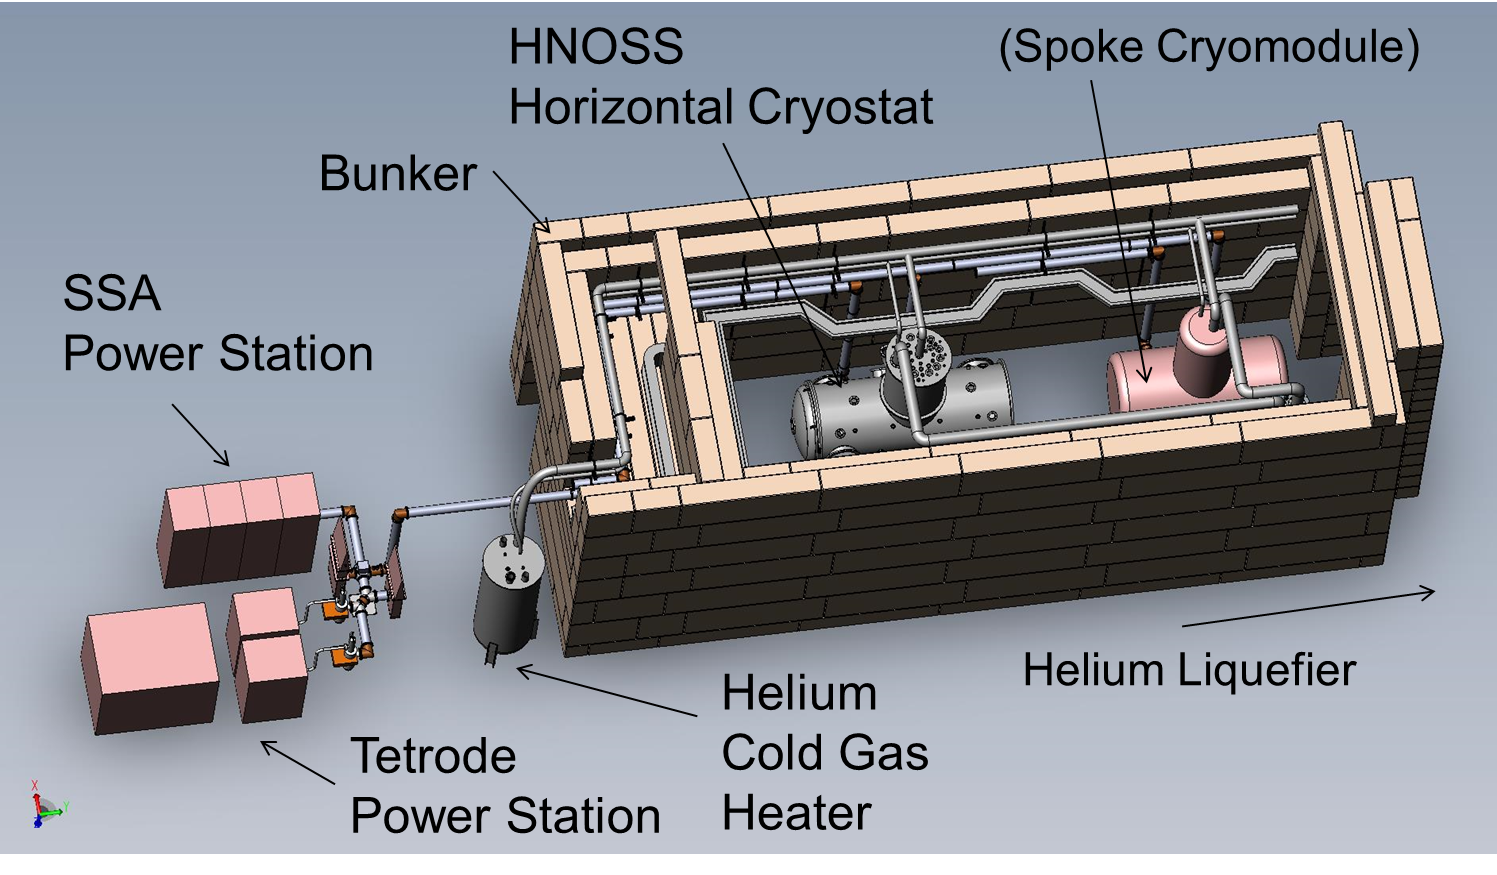 HNOSS
Horizontal Cryostat
(Spoke Cryomodule)
Bunker
SSA
Power Station
Helium Liquefier
Helium
Cold Gas
Heater
Tetrode
Power Station
X
Y